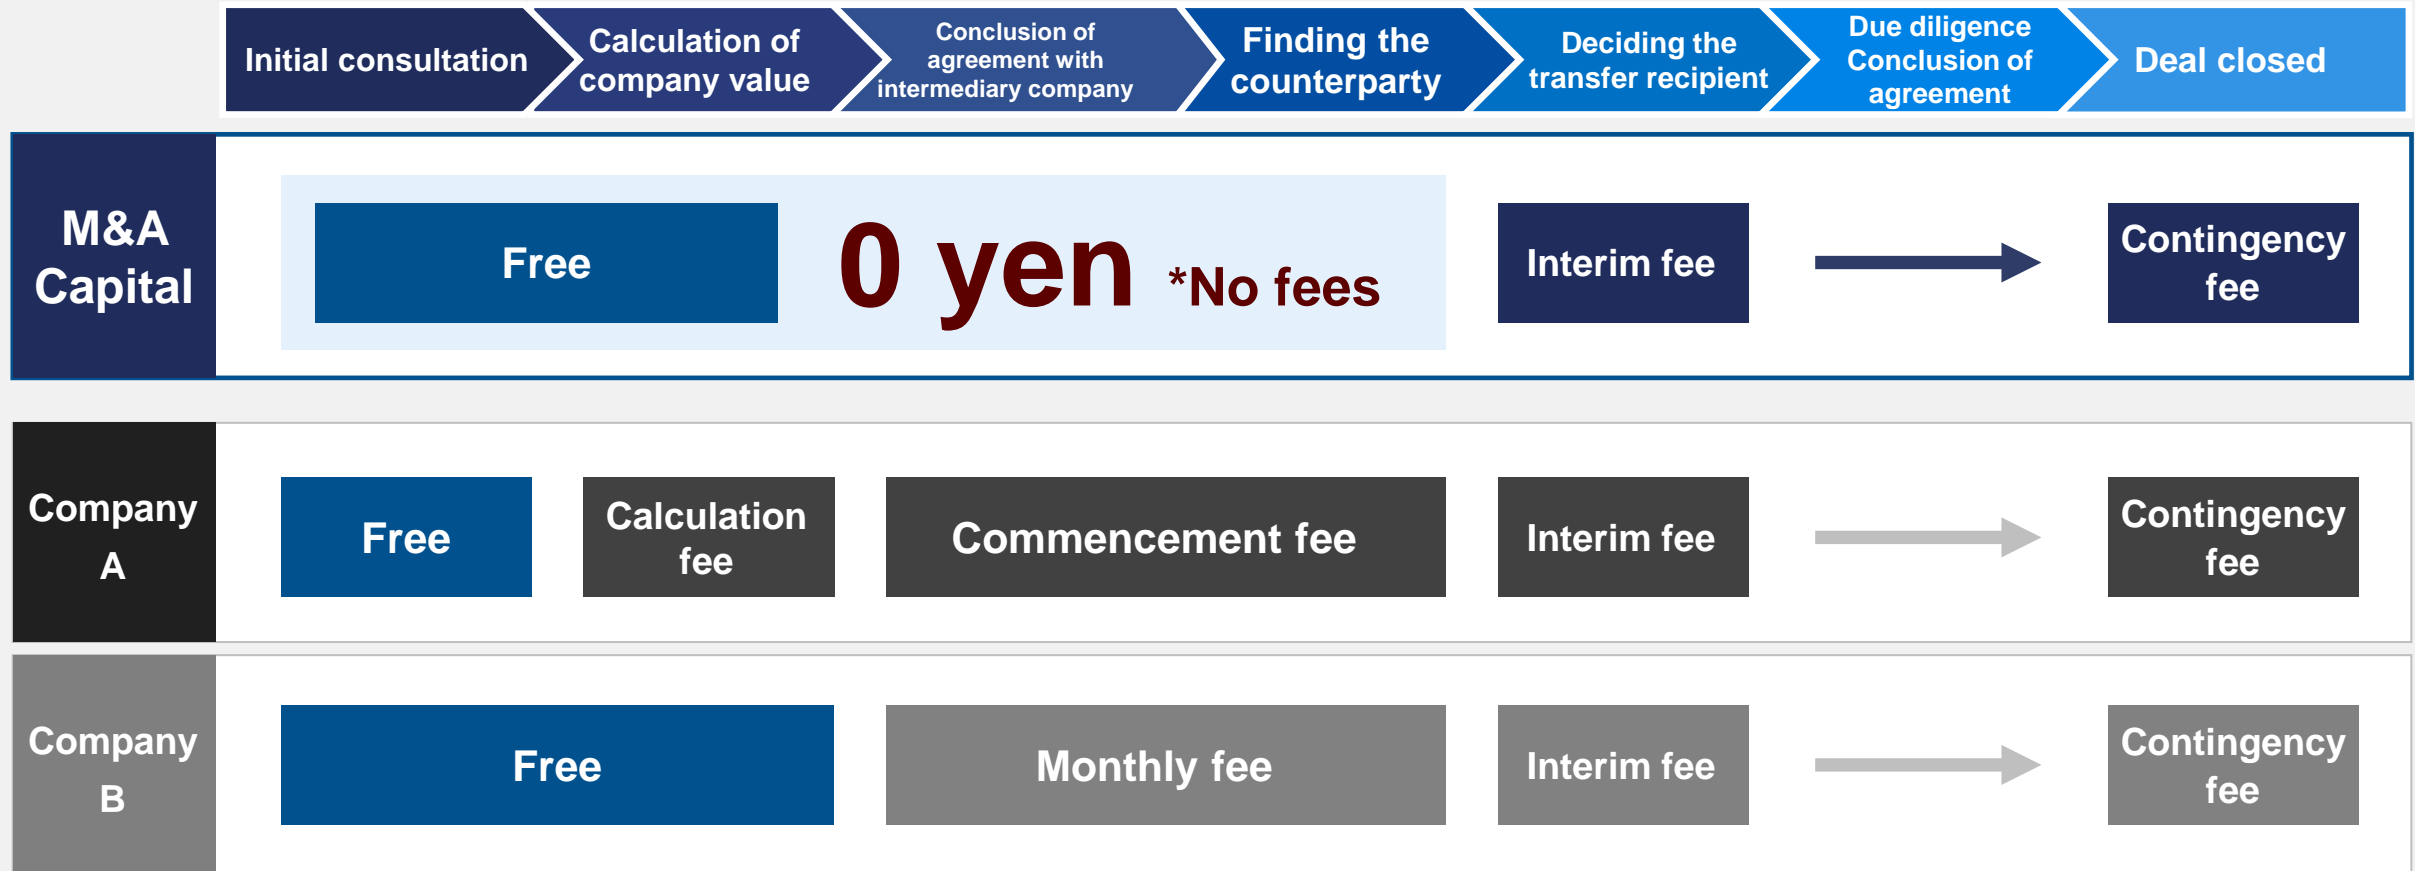 Initial consultation
Calculation of
company value
Conclusion of
agreement with
intermediary company
Finding the
counterparty
Deciding the
transfer recipient
Due diligence
Conclusion of
agreement
Deal closed
M&A
Capital
Free
0 yen *No fees
Interim fee
Contingency
fee
Company
A
Free
Calculation
fee
Commencement fee
Interim fee
Contingency
fee
Company
B
Free
Monthly fee
Interim fee
Contingency
fee